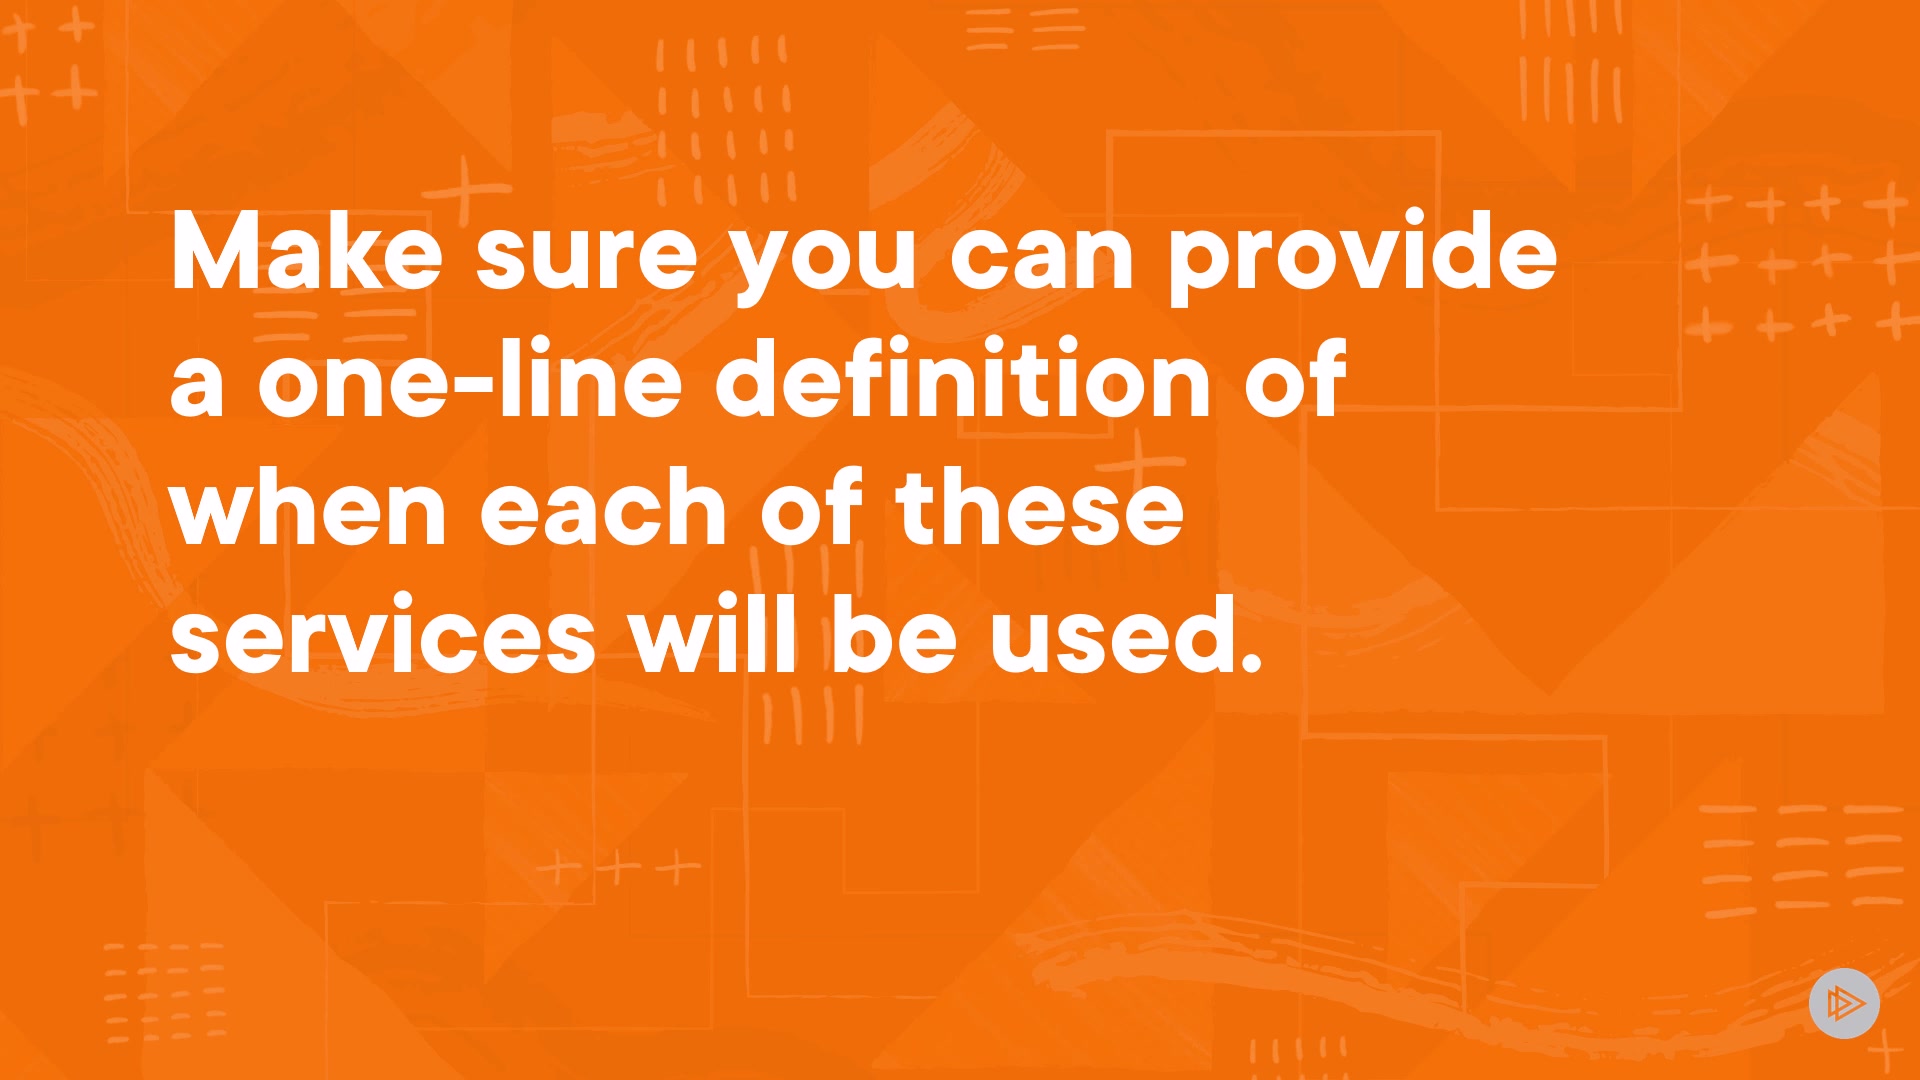 Make sure you can provide
a one-line definition of
when each of these
services will be used.